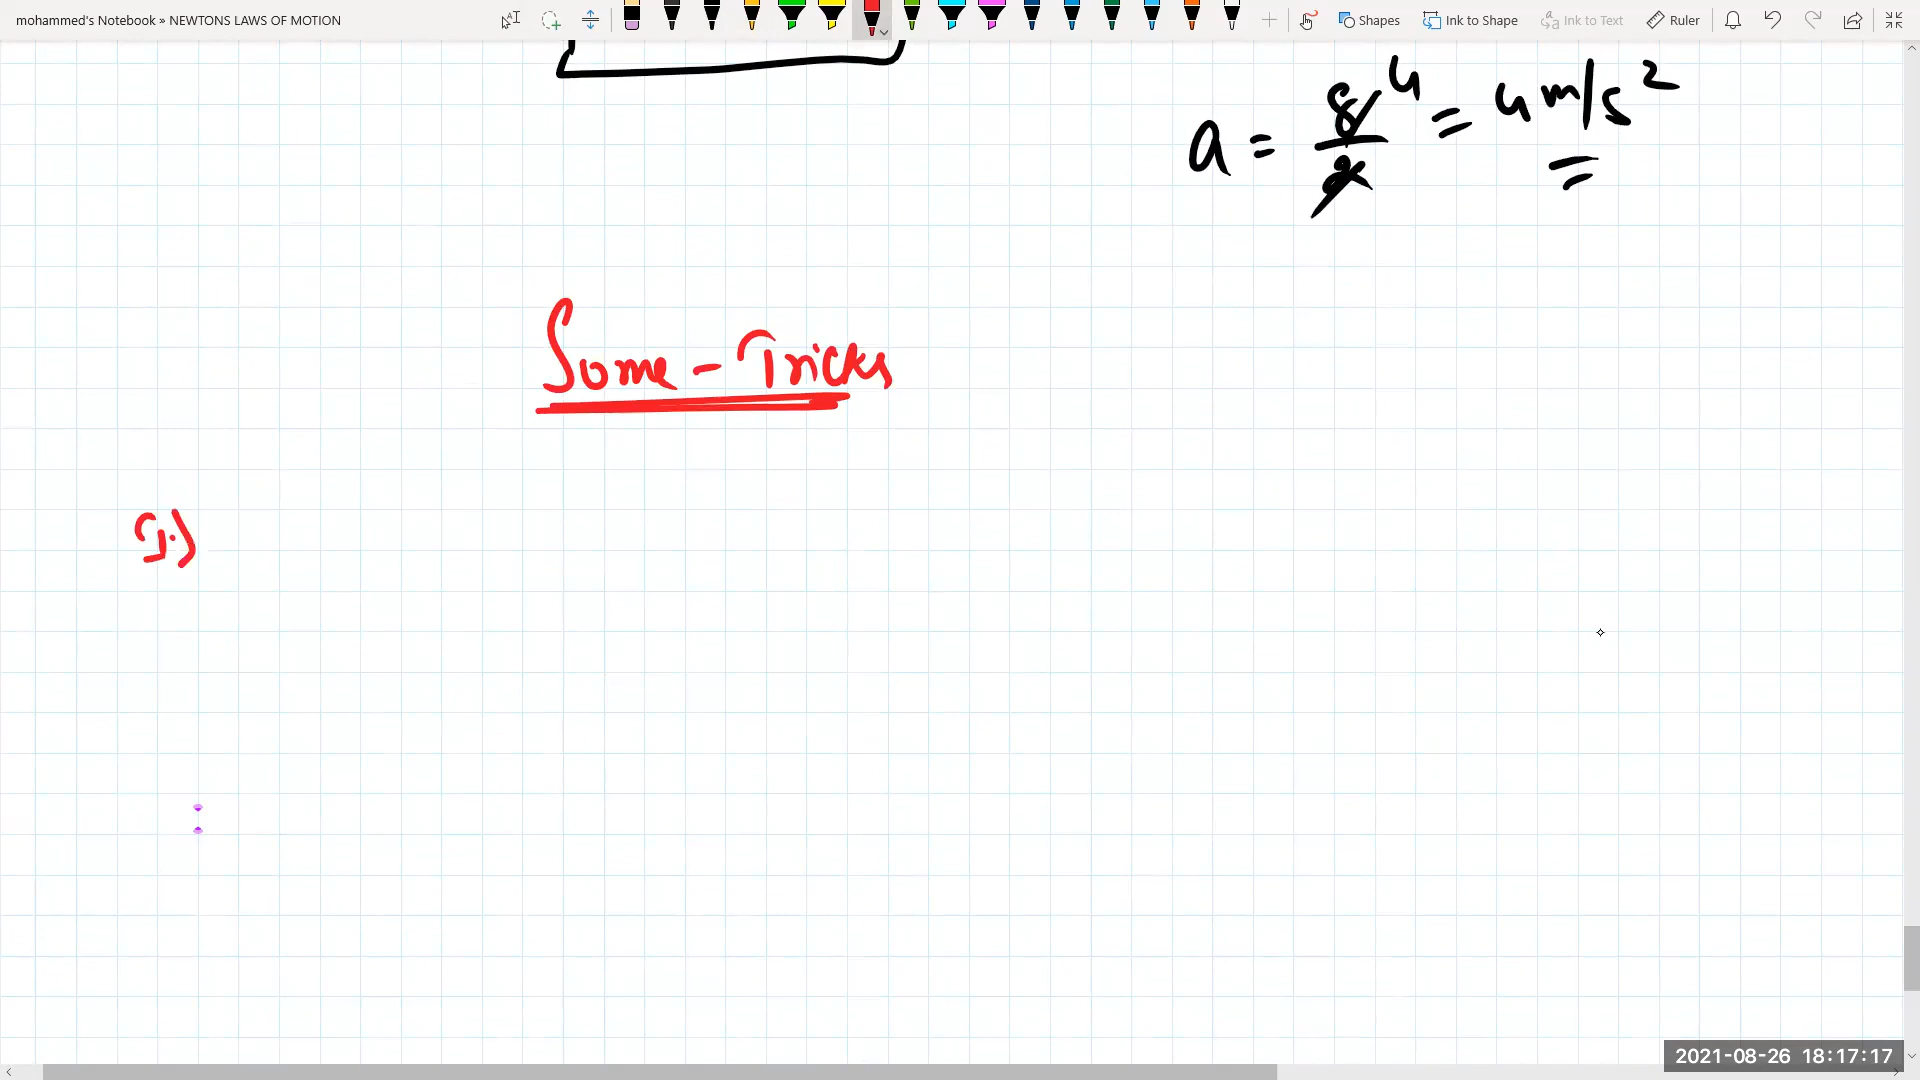 mohammed's Notebook » NEWTONS LAWS OF MOTION
Shapes
Ink to Shape
Ink to Text
Ruler
a = 8/2 4 = 4 m/s²
Some - Tricks
1.)
2021-08-26 18:17:17